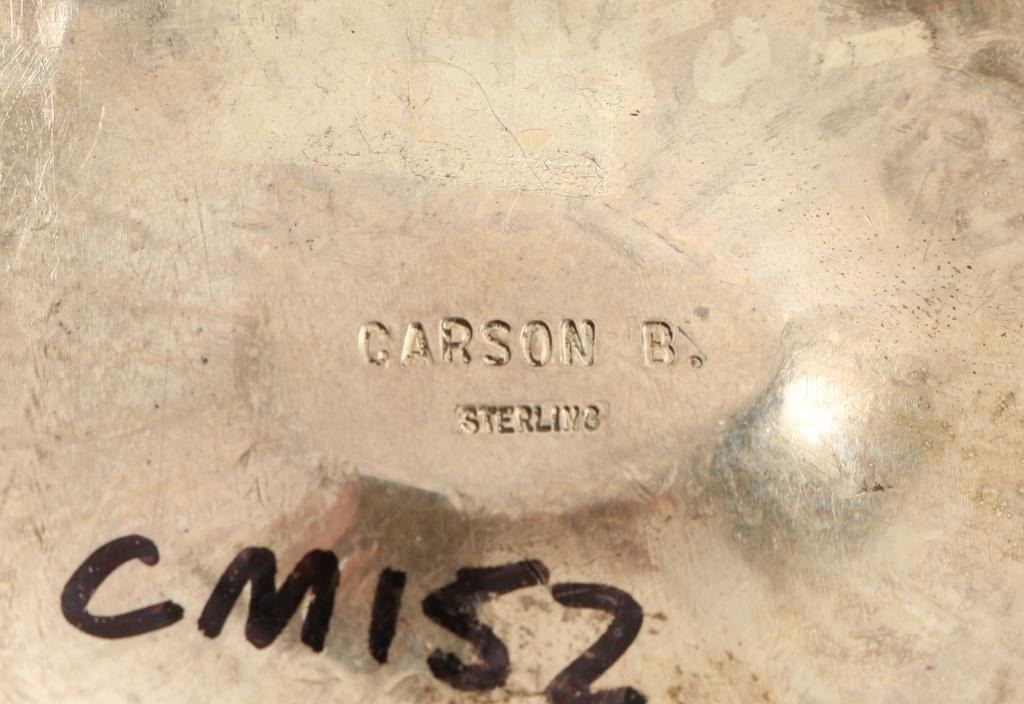 CARSON B.
STERLING
CM152